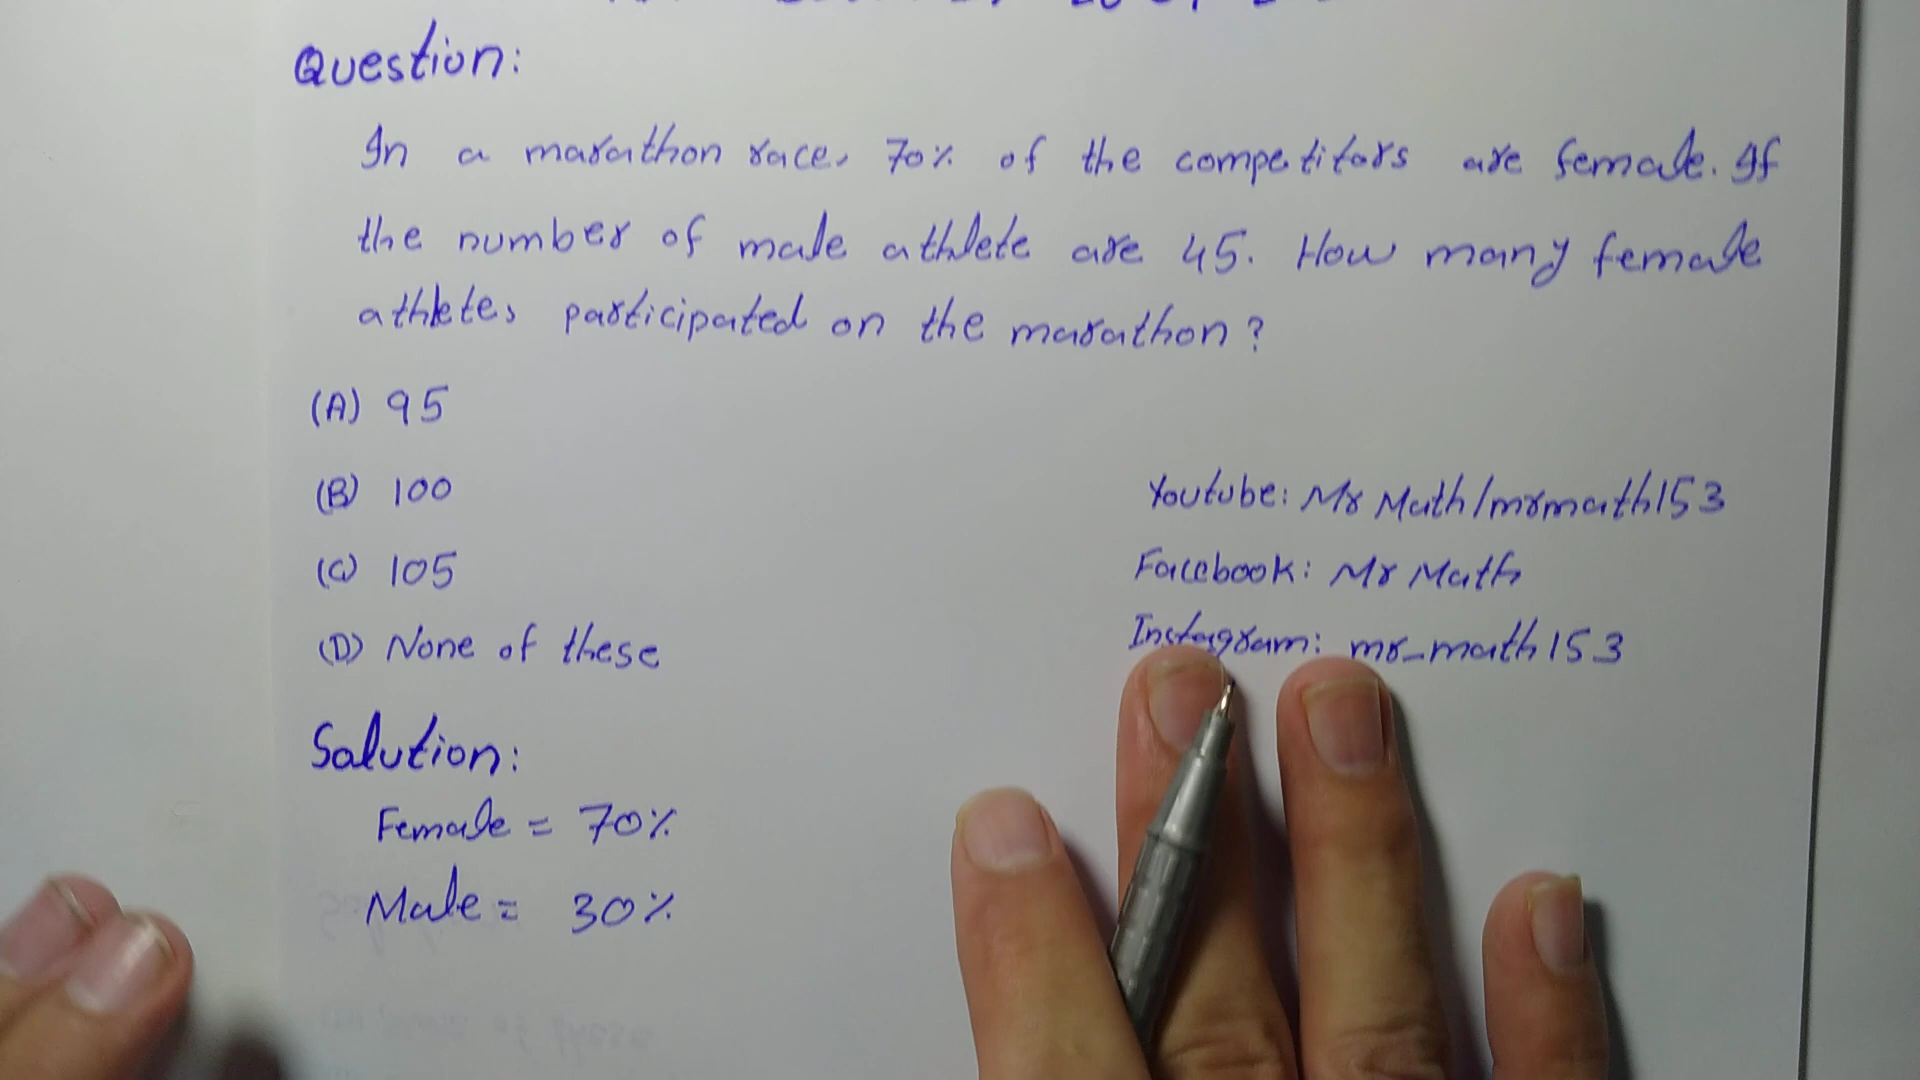 Question:
In a marathon race, 70% of the competitors are female. If
the number of male athlete are 45. How many female
athletes participated on the marathon?
(A) 95
(B) 100
(C) 105
(D) None of these
Youtube: Mr Math/mrmath153
Facebook: Mr Math
Instagram: mr_math153
Solution:
Female = 70%
Male = 30%